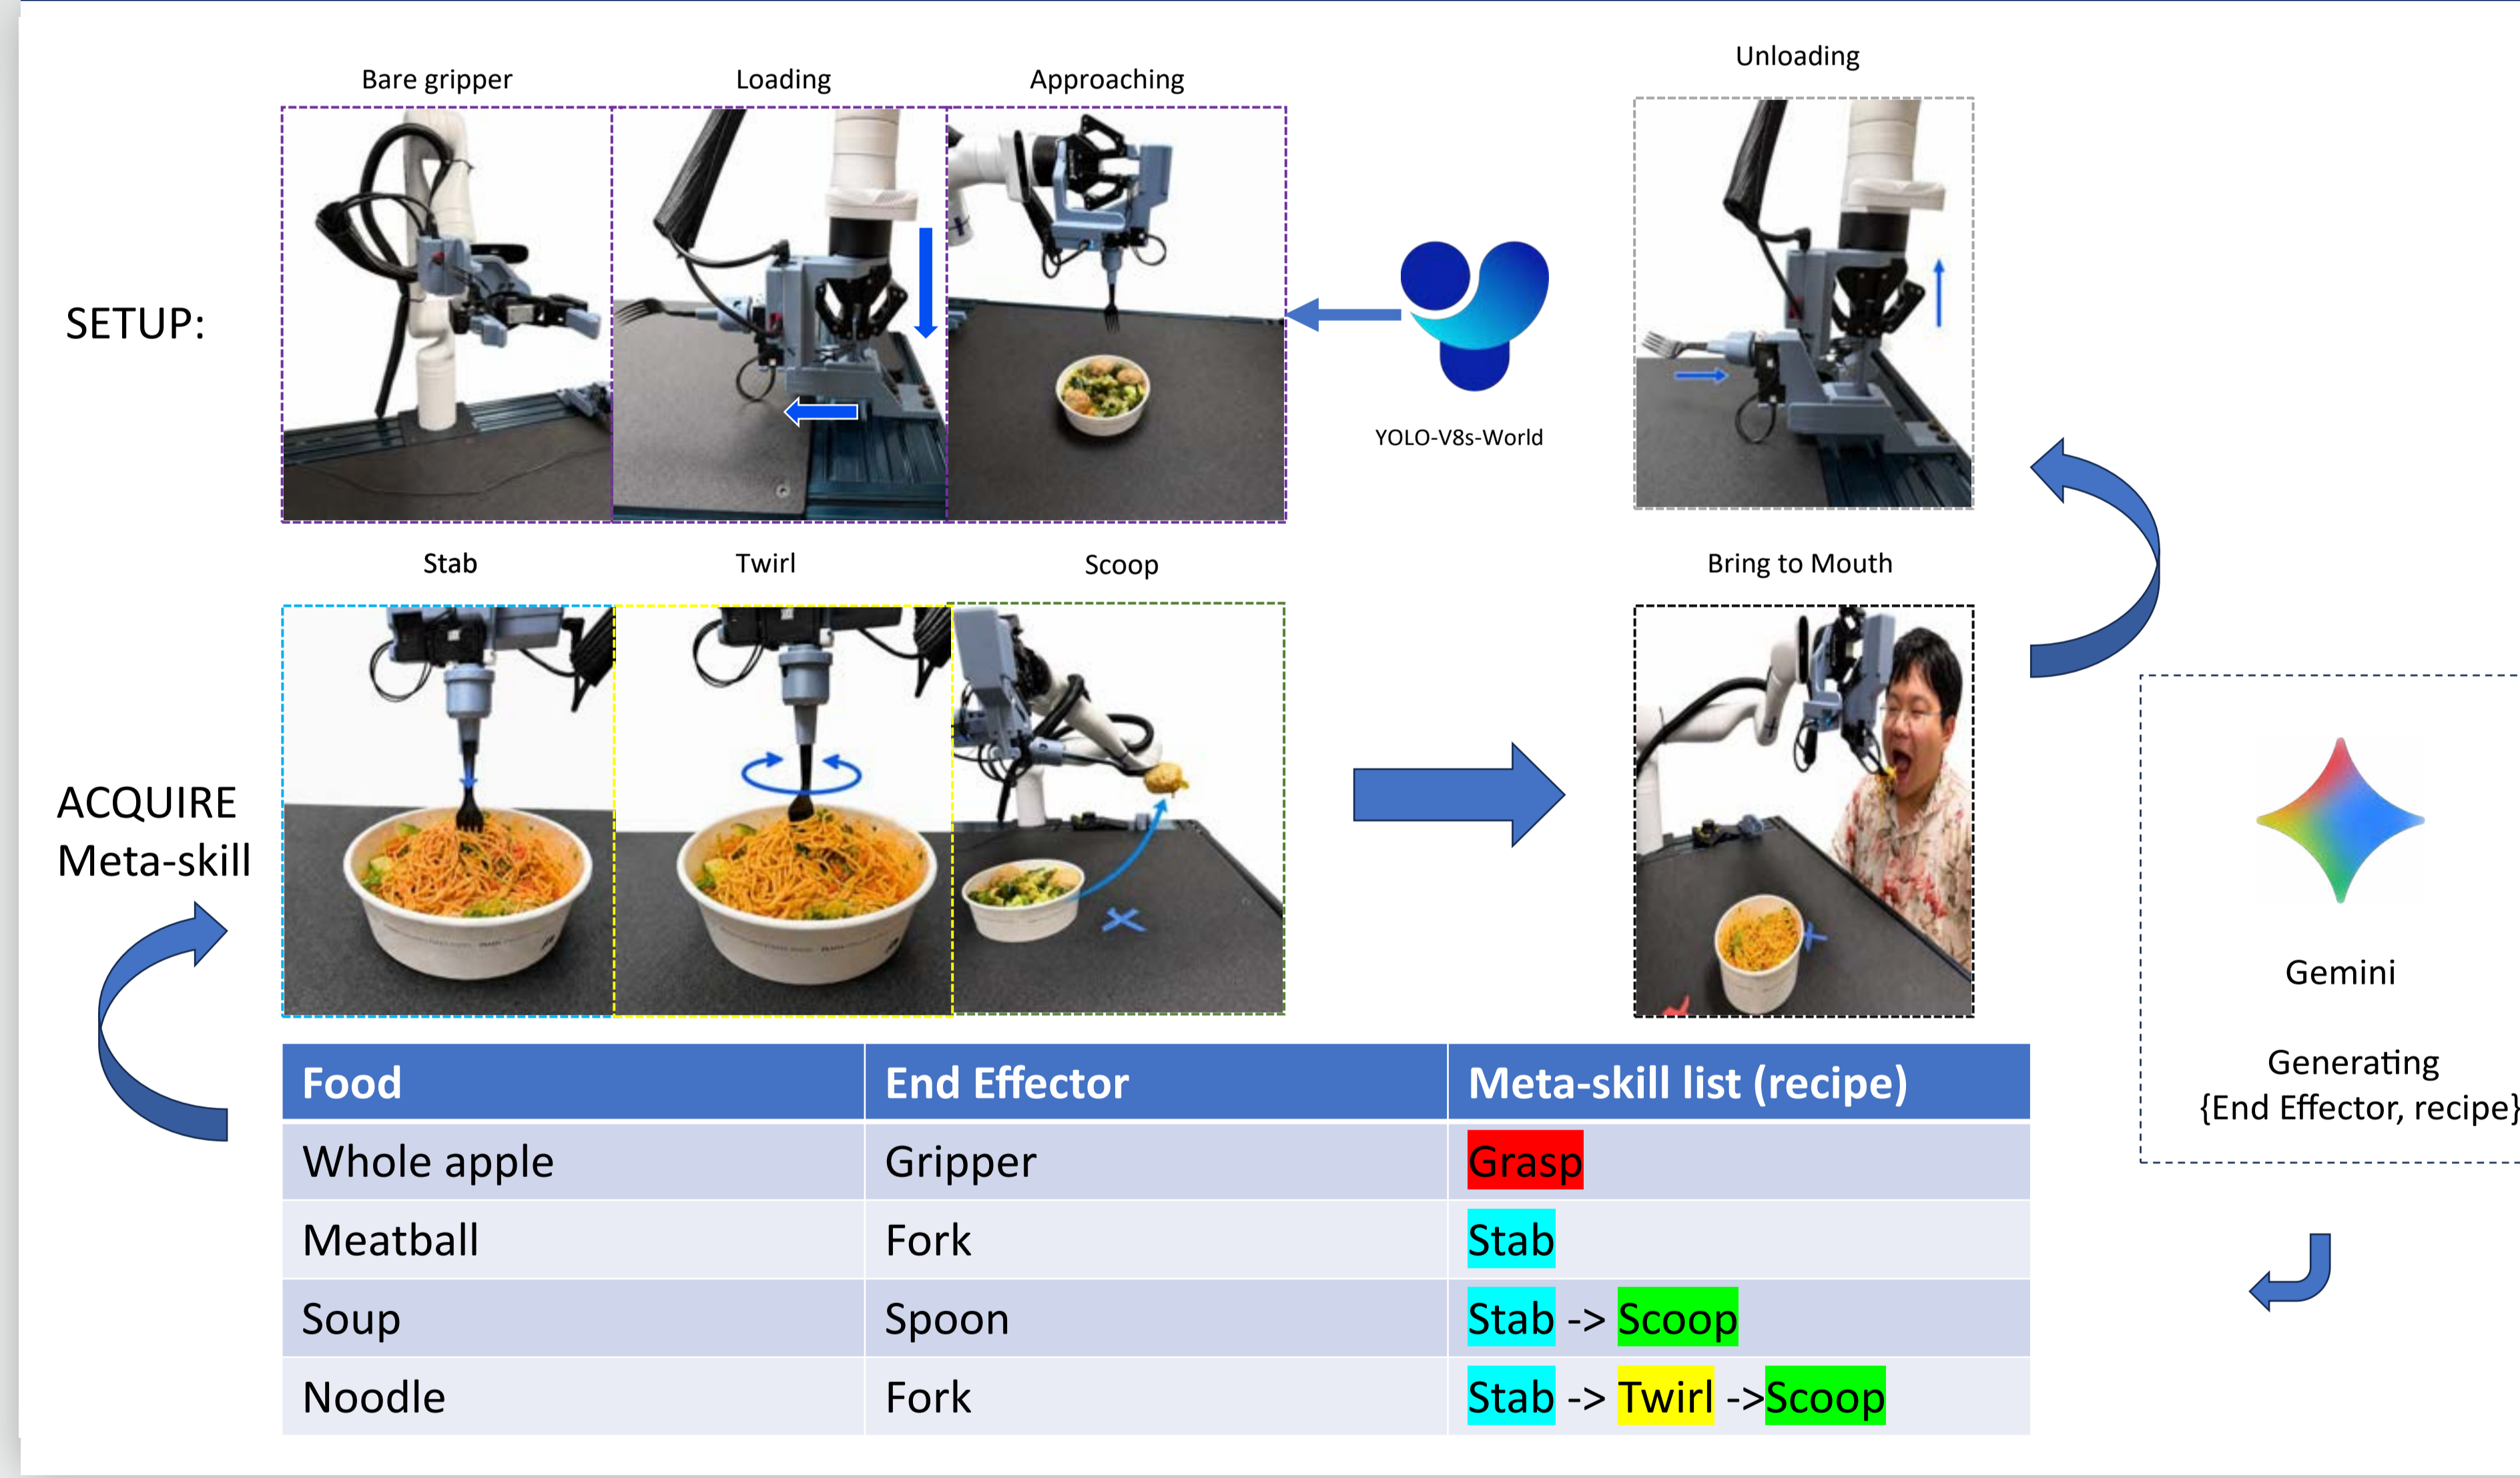 Bare gripper
Loading
Approaching
Unloading
SETUP:
YOLO-V8s-World
Stab
Twirl
Scoop
Bring to Mouth
ACQUIRE
Meta-skill
Gemini
Generating
{End Effector, recipe}
Food End Effector Meta-skill list (recipe)
Whole apple Gripper Grasp
Meatball Fork Stab
Soup Spoon Stab -> Scoop
Noodle Fork Stab -> Twirl ->Scoop